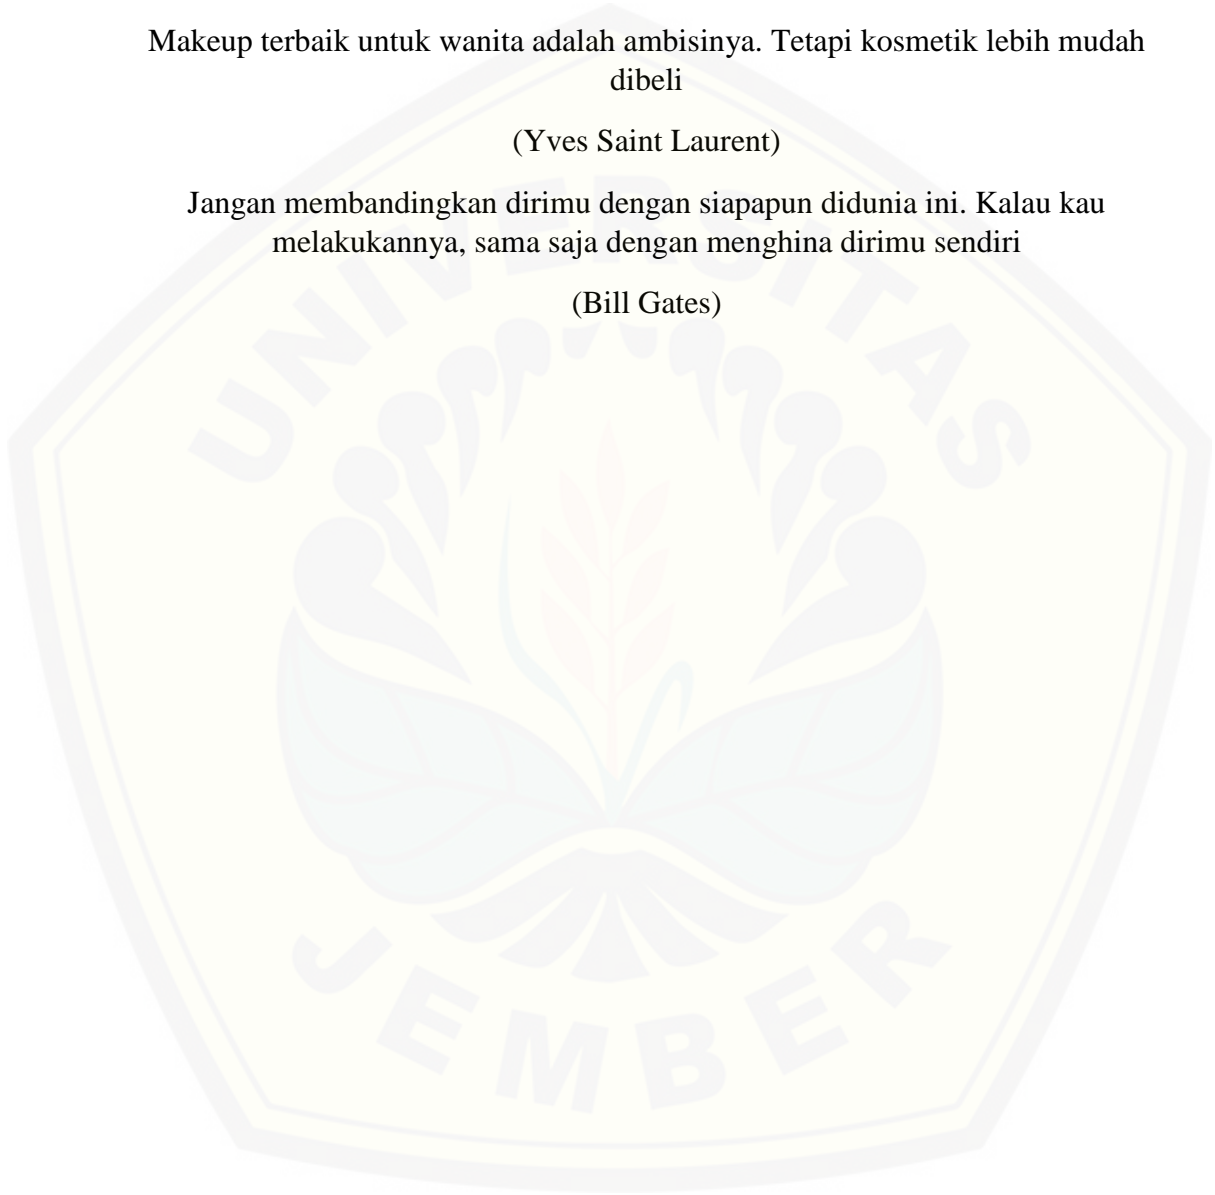 Makeup terbaik untuk wanita adalah ambisinya. Tetapi kosmetik lebih mudah
dibeli
(Yves Saint Laurent)
Jangan membandingkan dirimu dengan siapapun didunia ini. Kalau kau
melakukannya, sama saja dengan menghina dirimu sendiri
(Bill Gates)
UNIVERSITAS
JEMBER